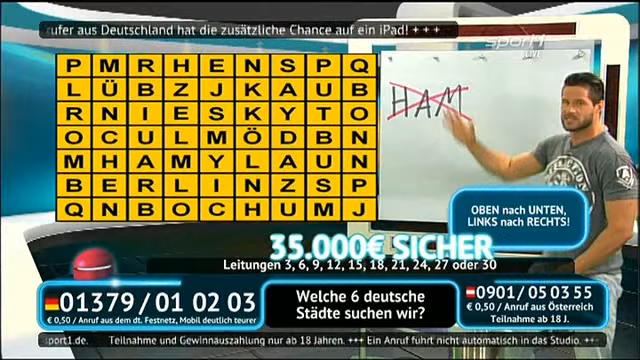 zufer aus Deutschland hat die zusätzliche Chance auf ein iPad! + + +
sport1
LIVE
P M R H E N S P Q
L Ü B Z J K A U B
R N I E S K Y T O
O C U L M Ö D B N
M H A M Y L A U N
B E R L I N Z S P
Q N B O C H U M J
HAM
OBEN nach UNTEN,
LINKS nach RECHTS!
35.000€ SICHER
Leitungen 3, 6, 9, 12, 15, 18, 21, 24, 27 oder 30
01379/01 02 03
€ 0,50 / Anruf aus dem dt. Festnetz, Mobil deutlich teurer
Welche 6 deutsche
Städte suchen wir?
0901/05 03 55
€ 0,50 / Anruf aus Österreich
Teilnahme ab 18 J.
sport1.de. Teilnahme und Gewinnauszahlung nur ab 18 Jahren. +++ Ein Anruf führt nicht automatisch in das Stud